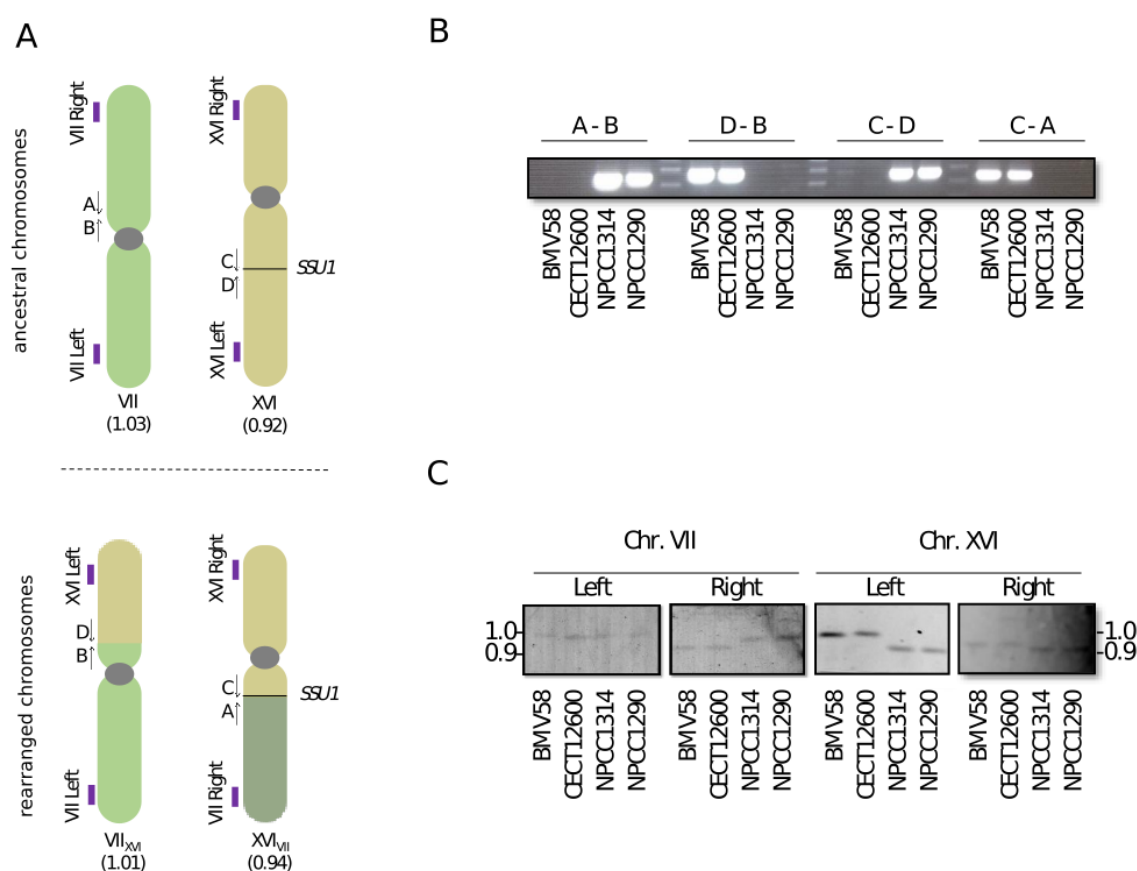 A
ancestral chromosomes
VII Right
A
B
VII Left
VII
(1.03)
XVI Right
C
D
SSU1
XVI Left
XVI
(0.92)
rearranged chromosomes
XVI Left
D
B
VII Left
VIIXVI
(1.01)
XVI Right
C
A
SSU1
VII Right
XVIVII
(0.94)
B
A - B D - B C - D C - A
BMV58 CECT12600 NPCC1314 NPCC1290 BMV58 CECT12600 NPCC1314 NPCC1290 BMV58 CECT12600 NPCC1314 NPCC1290 BMV58 CECT12600 NPCC1314 NPCC1290
C
Chr. VII Chr. XVI
Left Right Left Right
1.0- -1.0
0.9- -0.9
BMV58 CECT12600 NPCC1314 NPCC1290 BMV58 CECT12600 NPCC1314 NPCC1290 BMV58 CECT12600 NPCC1314 NPCC1290 BMV58 CECT12600 NPCC1314 NPCC1290